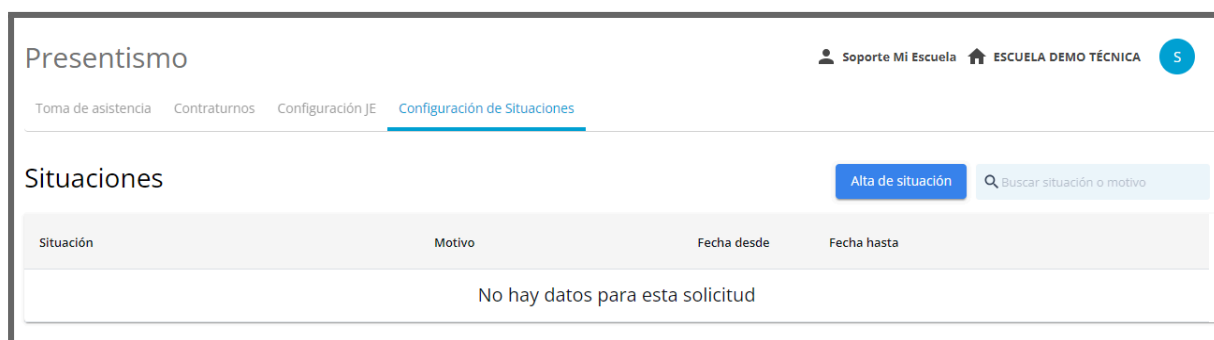 Presentismo
Soporte Mi Escuela ESCUELA DEMO TÉCNICA S
Toma de asistencia Contraturnos Configuración JE Configuración de Situaciones
Situaciones
Alta de situación Buscar situación o motivo
Situación Motivo Fecha desde Fecha hasta
No hay datos para esta solicitud